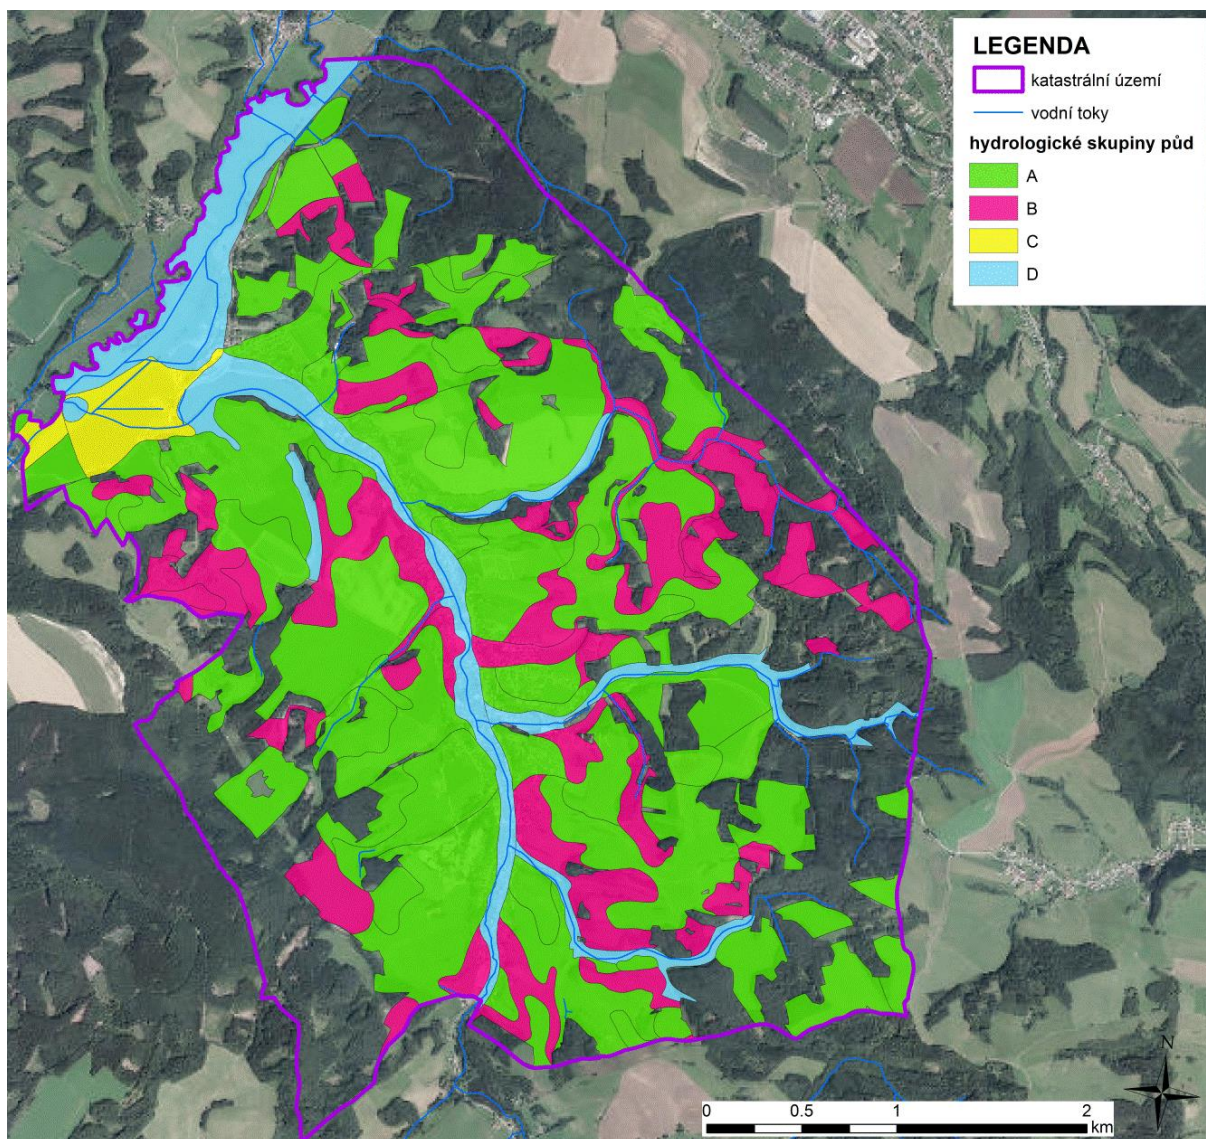 LEGENDA
katastrální území
vodní toky
hydrologické skupiny půd
A
B
C
D
N
0 0.5 1 2
km